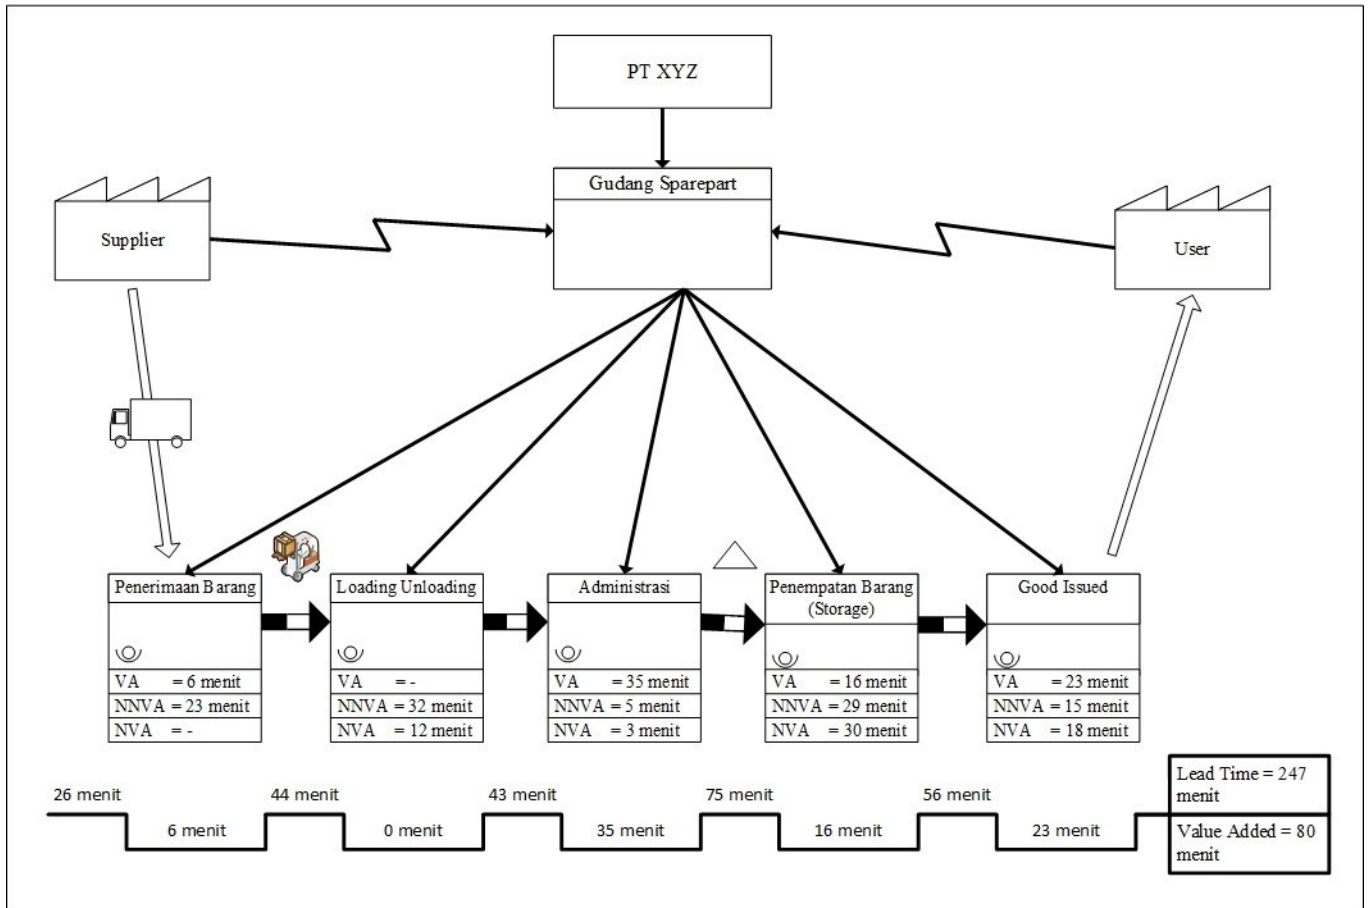 PT XYZ
Gudang Sparepart
Supplier
User
Penerimaan Barang
VA = 6 menit
NNVA = 23 menit
NVA = -
Loading Unloading
VA = -
NNVA = 32 menit
NVA = 12 menit
Administrasi
VA = 35 menit
NNVA = 5 menit
NVA = 3 menit
Penempatan Barang
(Storage)
VA = 16 menit
NNVA = 29 menit
NVA = 30 menit
Good Issued
VA = 23 menit
NNVA = 15 menit
NVA = 18 menit
26 menit
6 menit
44 menit
0 menit
43 menit
35 menit
75 menit
16 menit
56 menit
23 menit
Lead Time = 247
menit
Value Added = 80
menit